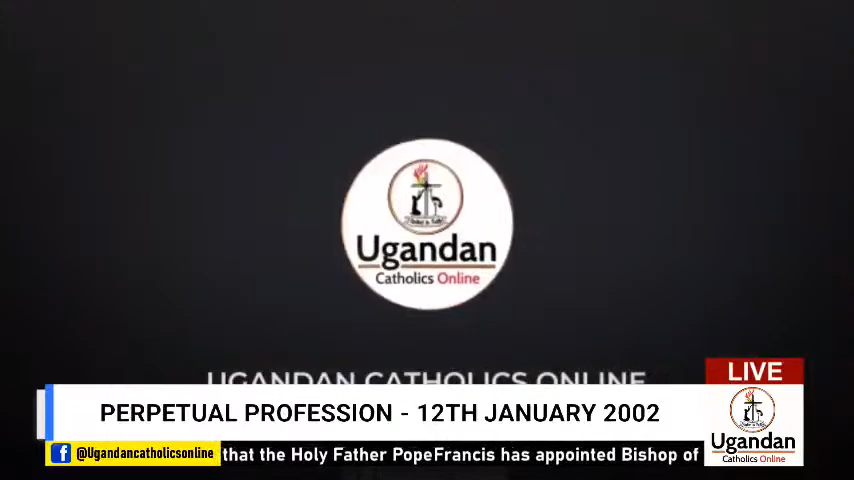 Ugandan
Catholics Online
UGANDAN CATHOLICS ONLINE
LIVE
PERPETUAL PROFESSION - 12TH JANUARY 2002
@Ugandancatholicsonline
that the Holy Father PopeFrancis has appointed Bishop of
Ugandan
Catholics Online